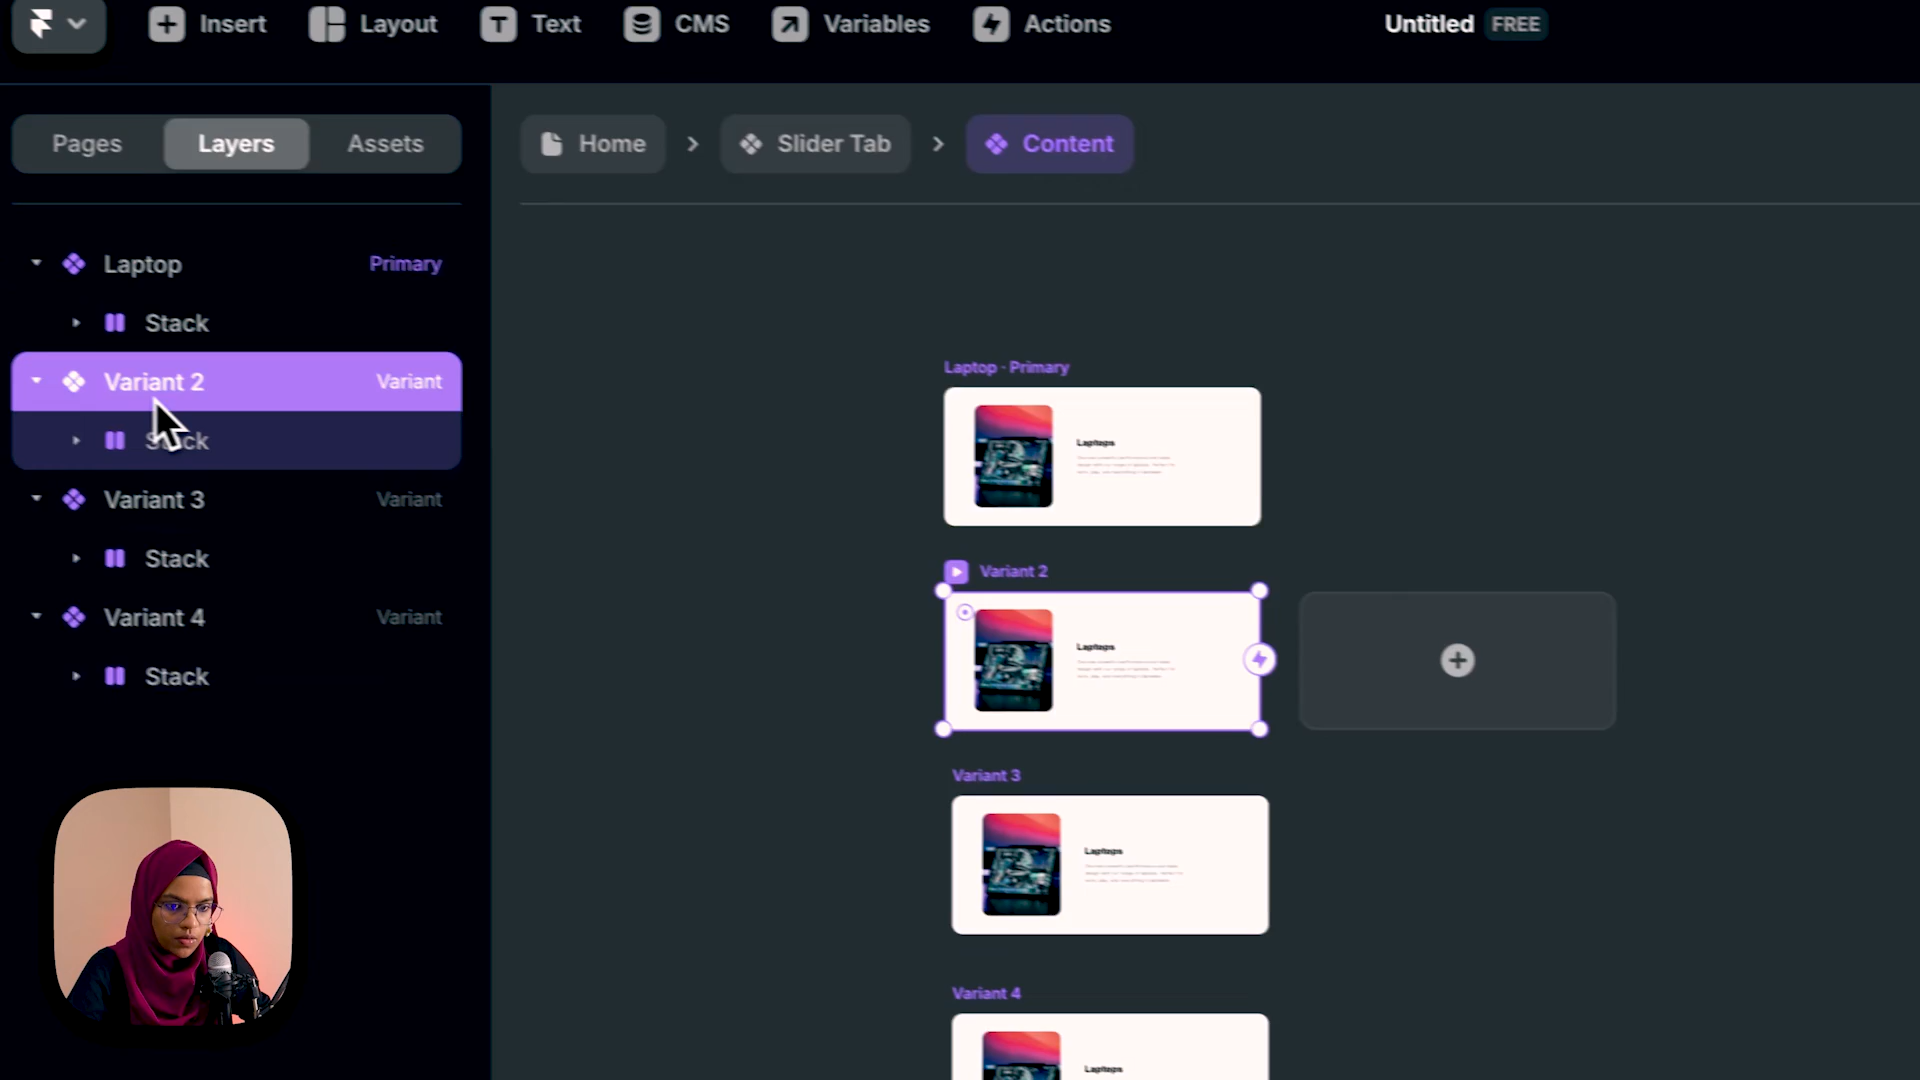 Insert
Layout
Text
CMS
Variables
Actions
Untitled FREE
Pages
Layers
Assets
Home
Slider Tab
Content
Laptop Primary
Stack
Variant 2 Variant
Stack
Variant 3 Variant
Stack
Variant 4 Variant
Stack
Laptop · Primary
Laptops
Variant 2
Laptops
Variant 3
Laptops
Variant 4
Laptops